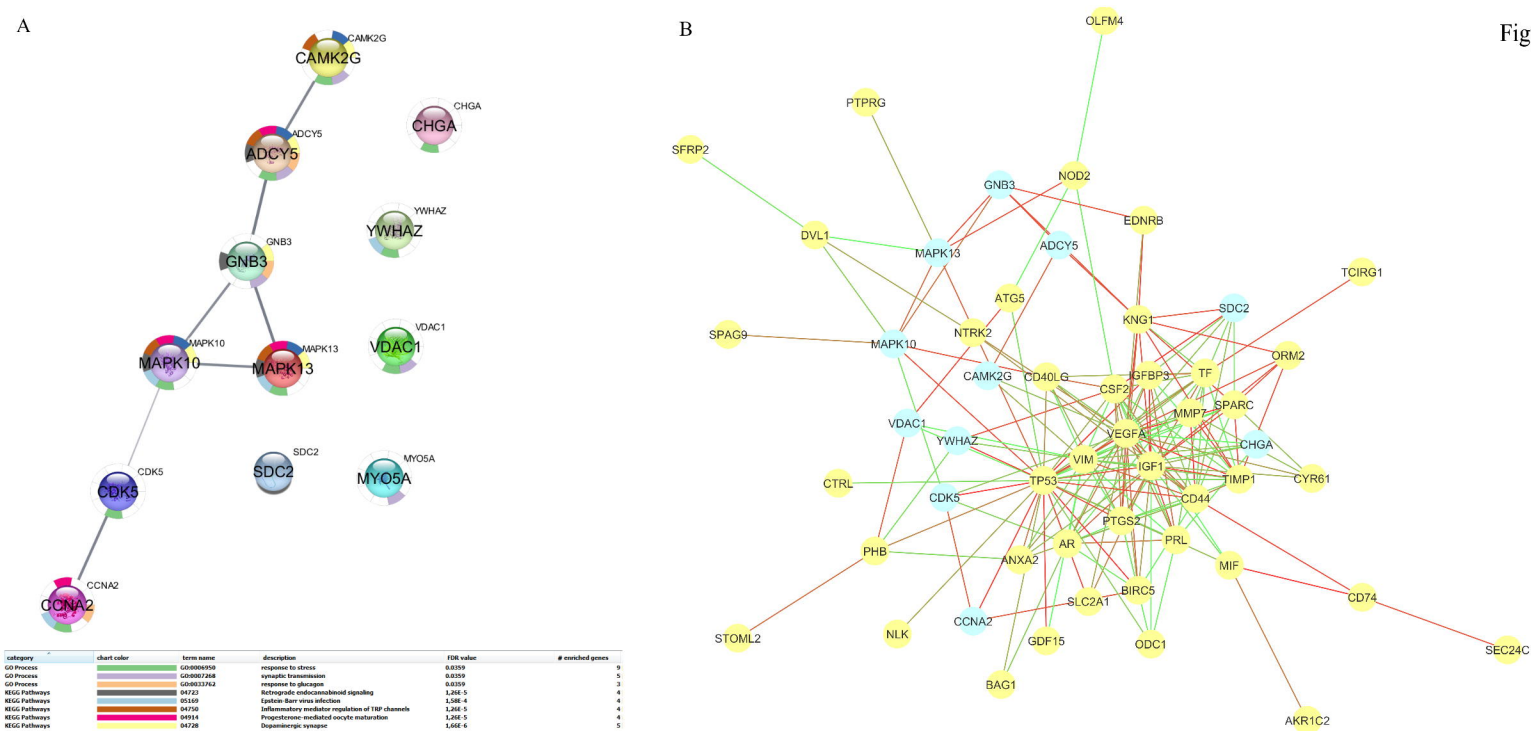 A
B
Fig
CAMK2G
CAMK2G
CHGA
CHGA
ADCY5
ADCY5
YWHAZ
YWHAZ
GNB3
GNB3
VDAC1
VDAC1
MAPK10
MAPK10
MAPK13
MAPK13
SDC2
SDC2
MYO5A
MYO5A
CDK5
CDK5
CCNA2
CCNA2
category chart color term name description FDR value # enriched genes
GO Process GO:0006950 response to stress 0.0359 9
GO Process GO:0007268 synaptic transmission 0.0359 5
GO Process GO:0033762 response to glucagon 0.0359 3
KEGG Pathways 04723 Retrograde endocannabinoid signaling 1,26E-5 4
KEGG Pathways 05169 Epstein-Barr virus infection 1,58E-4 4
KEGG Pathways 04750 Inflammatory mediator regulation of TRP channels 1,26E-5 4
KEGG Pathways 04914 Progesterone-mediated oocyte maturation 1,26E-5 4
KEGG Pathways 04728 Dopaminergic synapse 1,66E-6 5
OLFM4
PTPRG
SFRP2
NOD2
GNB3
EDNRB
DVL1
ADCY5
MAPK13
TCIRG1
ATG5
SDC2
KNG1
SPAG9
NTRK2
MAPK10
ORM2
CAMK2G
CD40LG
IGFBP3
TF
CSF2
SPARC
MMP7
VDAC1
YWHAZ
VEGFA
CHGA
VIM
IGF1
CTRL
TP53
TIMP1
CYR61
CDK5
CD44
PTGS2
PRL
AR
PHB
ANXA2
MIF
BIRC5
SLC2A1
CD74
CCNA2
STOML2
NLK
GDF15
ODC1
SEC24C
BAG1
AKR1C2